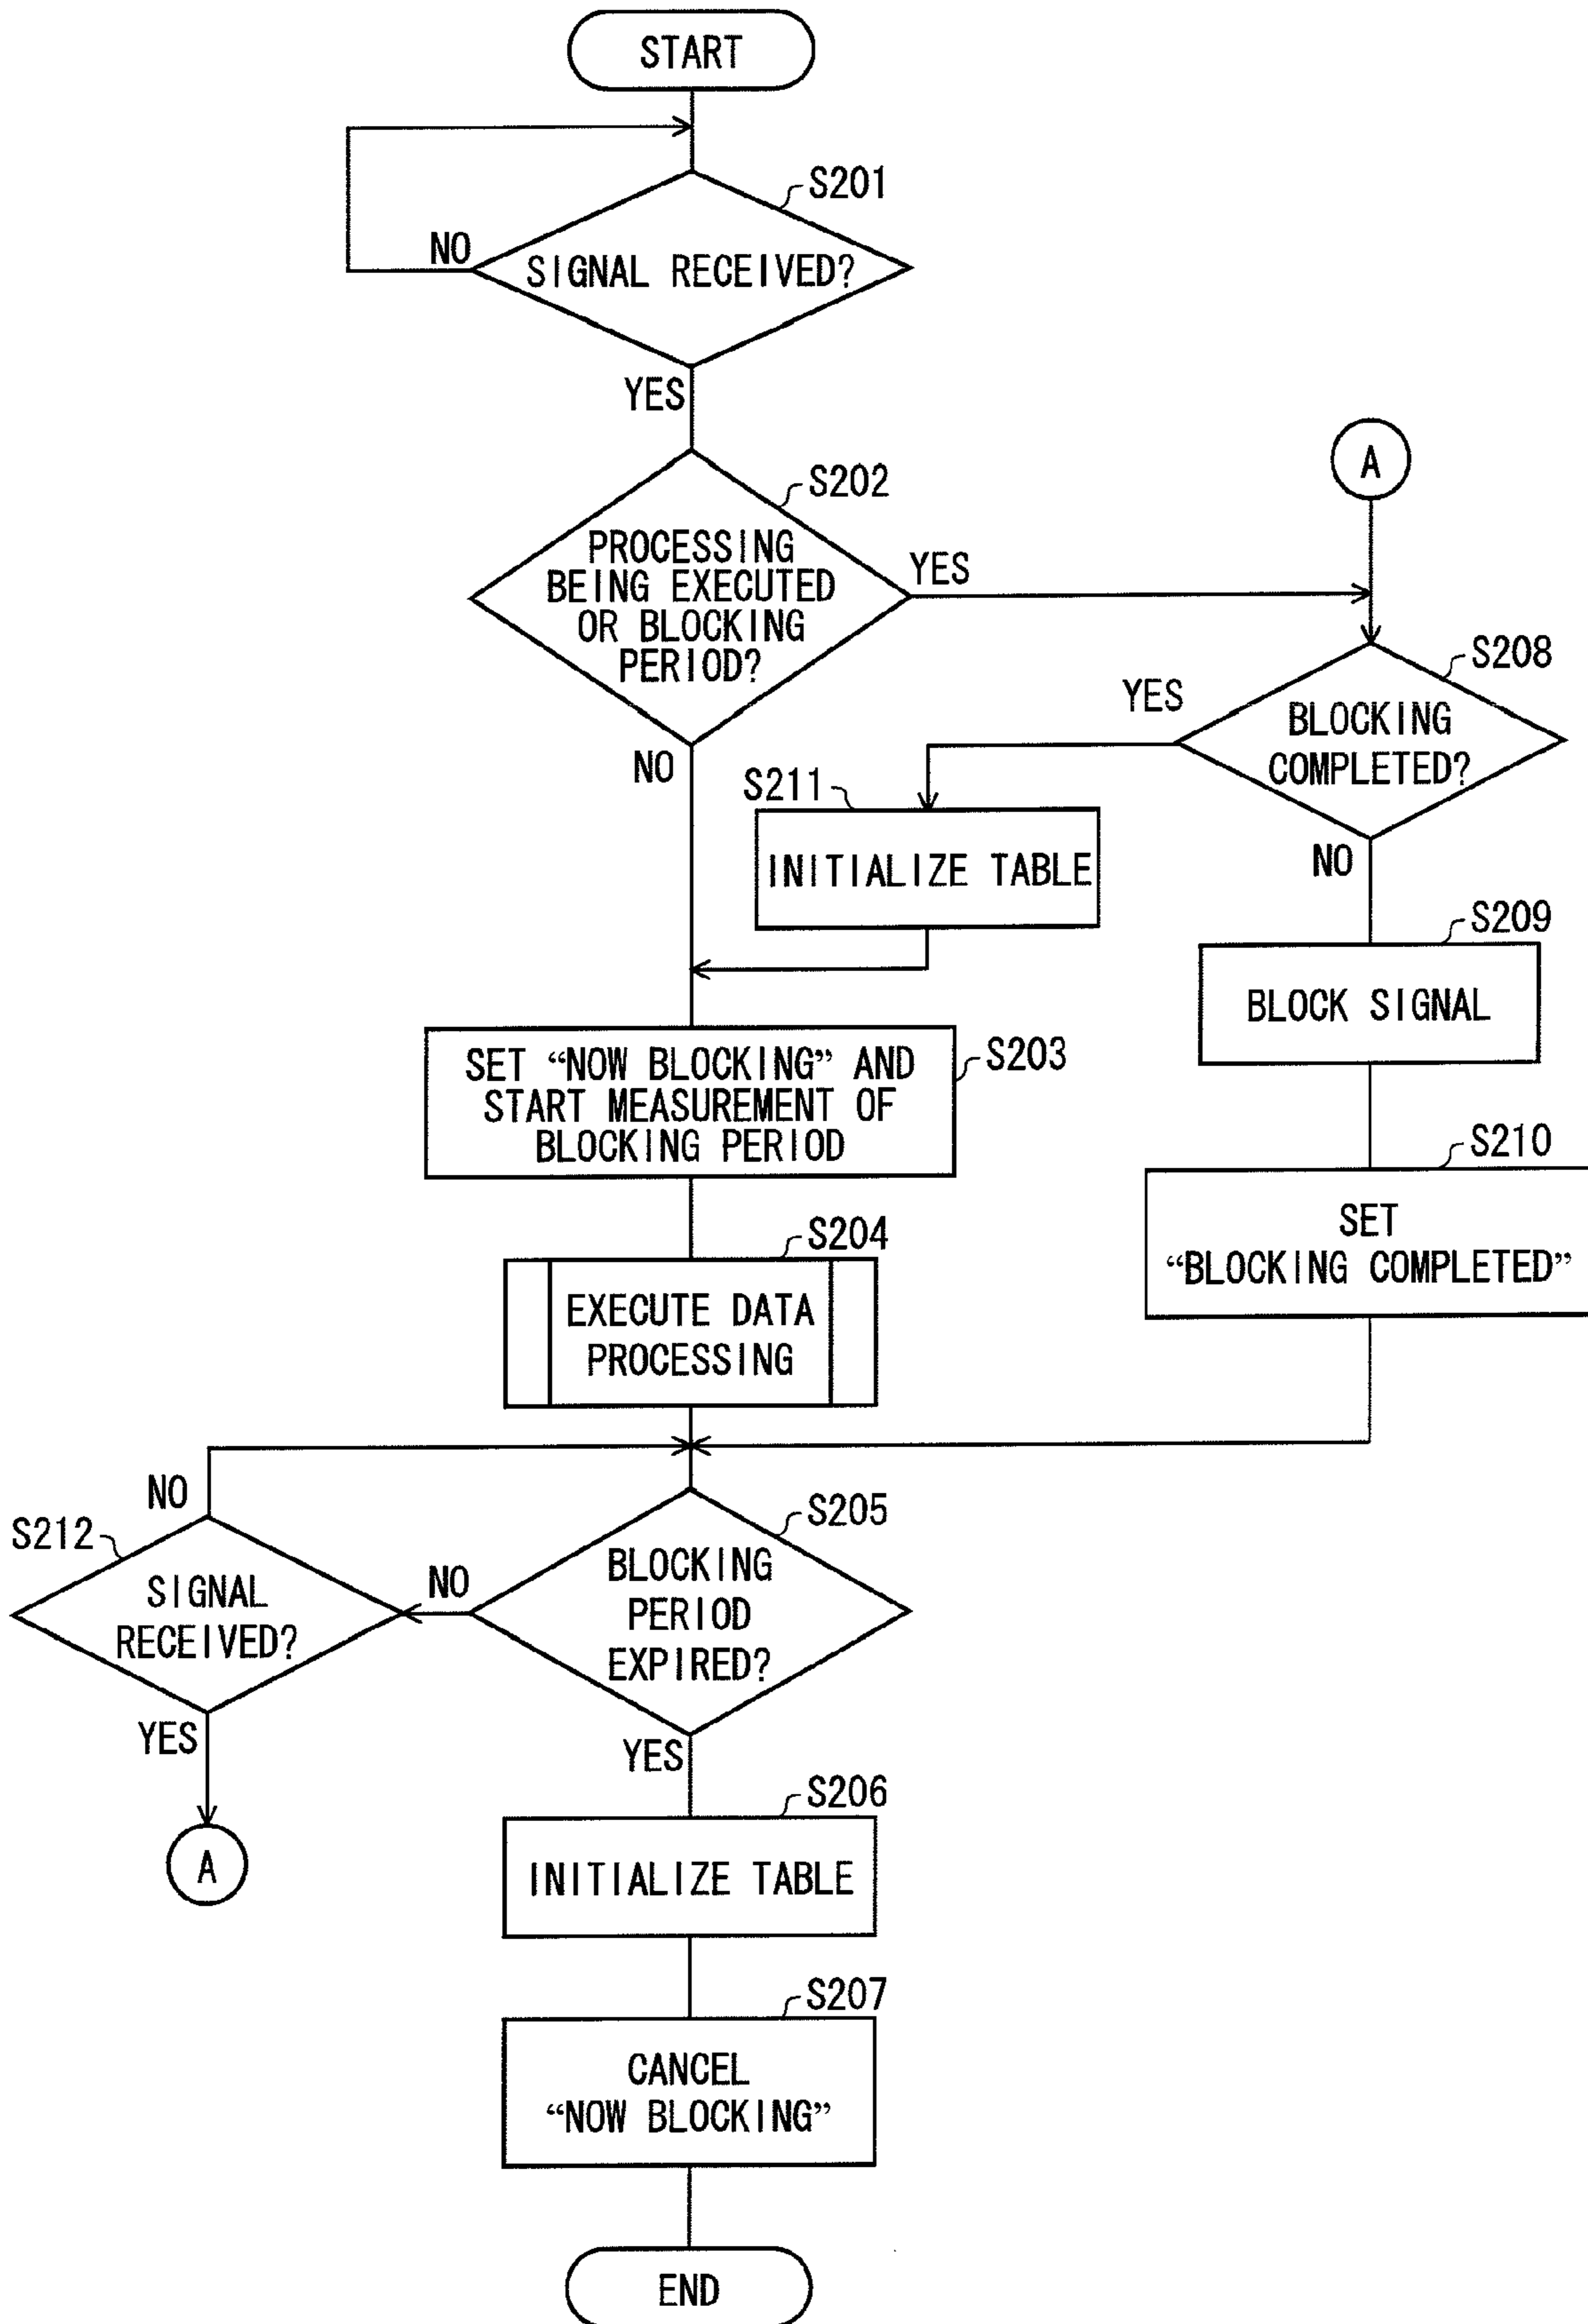 START
S201
NO
SIGNAL RECEIVED?
YES
S202
PROCESSING
BEING EXECUTED
OR BLOCKING
PERIOD?
YES
NO
A
S208
YES
BLOCKING
COMPLETED?
NO
S211
INITIALIZE TABLE
S209
BLOCK SIGNAL
S203
SET “NOW BLOCKING” AND
START MEASUREMENT OF
BLOCKING PERIOD
S210
SET
“BLOCKING COMPLETED”
S204
EXECUTE DATA
PROCESSING
NO
S212
SIGNAL
RECEIVED?
YES
A
NO
S205
BLOCKING
PERIOD
EXPIRED?
YES
S206
INITIALIZE TABLE
S207
CANCEL
“NOW BLOCKING”
END